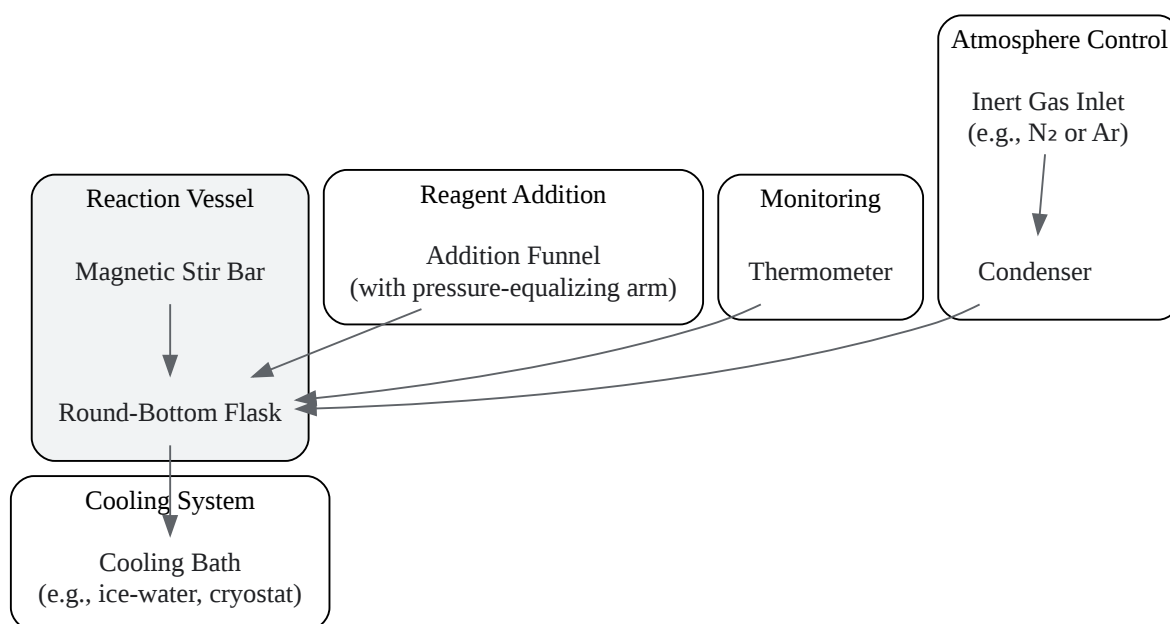 Atmosphere Control
Inert Gas Inlet
(e.g., N₂ or Ar)
Condenser
Reaction Vessel
Magnetic Stir Bar
Round-Bottom Flask
Reagent Addition
Addition Funnel
(with pressure-equalizing arm)
Monitoring
Thermometer
Cooling System
Cooling Bath
(e.g., ice-water, cryostat)